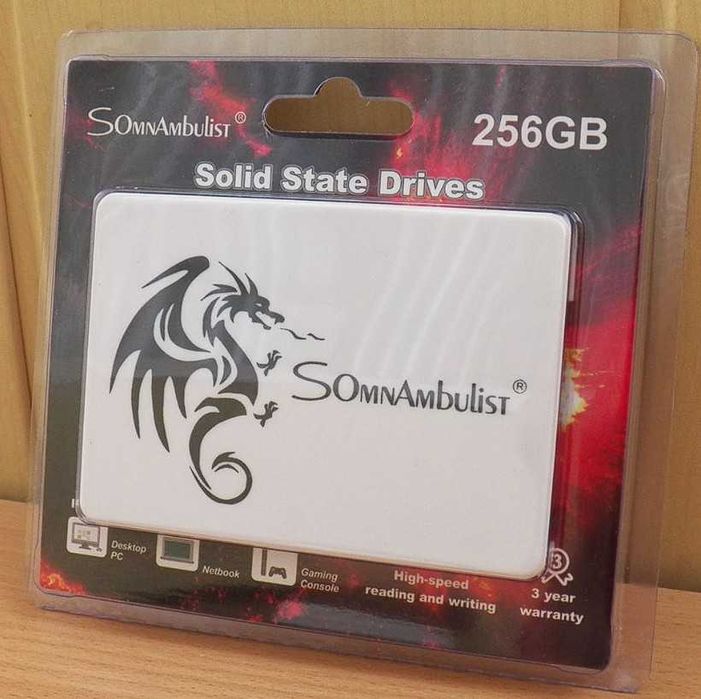 SOmnAmbulist®
256GB
Solid State Drives
SOmnAmbulist®
Desktop
PC
Netbook
Gaming
Console
High-speed
reading and writing
3
3 year
warranty